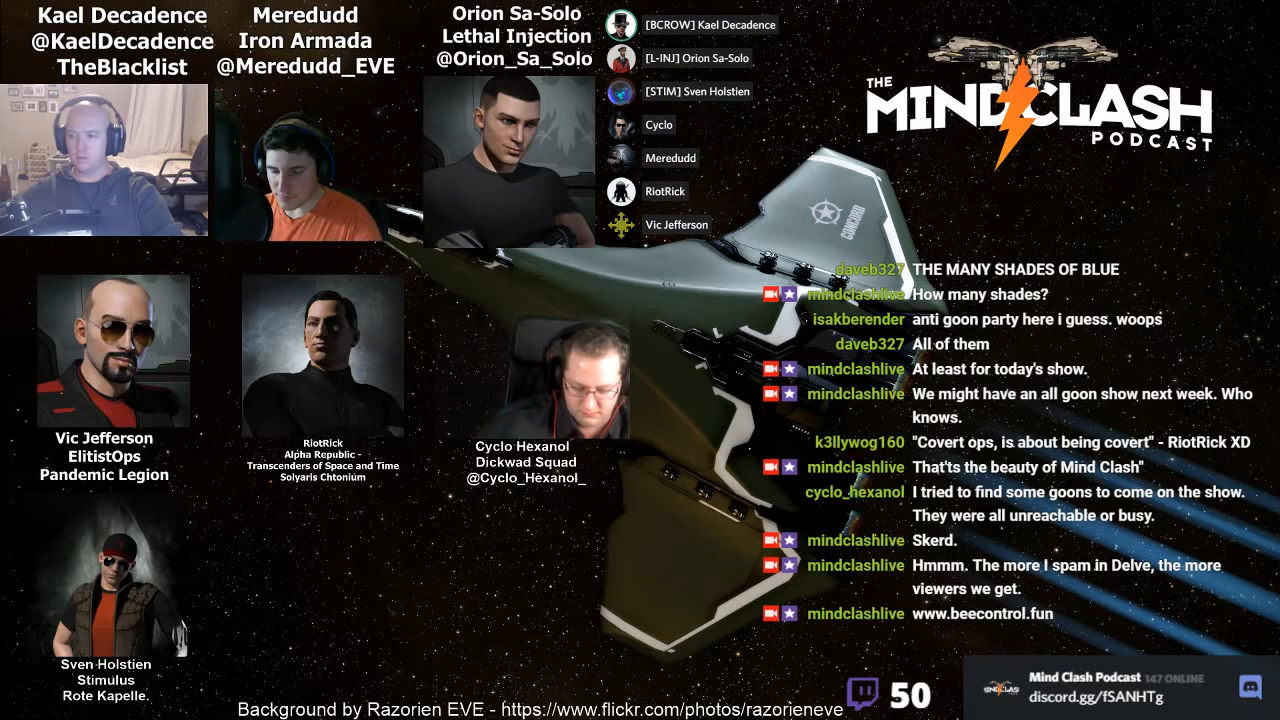 Kael Decadence
@KaelDecadence
TheBlacklist
Meredudd
Iron Armada
@Meredudd_EVE
Orion Sa-Solo
Lethal Injection
@Orion_Sa_Solo
[BCROW] Kael Decadence
[L-INJ] Orion Sa-Solo
[STIM] Sven Holstien
Cyclo
Meredudd
RiotRick
Vic Jefferson
THE
MIND CLASH
PODCAST
CONCORD
Vic Jefferson
ElitistOps
Pandemic Legion
RiotRick
Alpha Republic -
Transcenders of Space and Time
Solyaris Chtonium
Cyclo Hexanol
Dickwad Squad
@Cyclo_Hexanol_
Sven Holstien
Stimulus
Rote Kapelle.
daveb327 THE MANY SHADES OF BLUE
mindclashlive How many shades?
isakberender anti goon party here i guess. woops
daveb327 All of them
mindclashlive At least for today's show.
mindclashlive We might have an all goon show next week. Who
knows.
k3llywog160 "Covert ops, is about being covert" - RiotRick XD
mindclashlive That'ts the beauty of Mind Clash"
cyclo_hexanol I tried to find some goons to come on the show.
They were all unreachable or busy.
mindclashlive Skerd.
mindclashlive Hmmm. The more I spam in Delve, the more
viewers we get.
mindclashlive www.beecontrol.fun
50
MIND CLASH
Mind Clash Podcast 147 ONLINE
discord.gg/fSANHTg
Background by Razorien EVE - https://www.flickr.com/photos/razorieneve